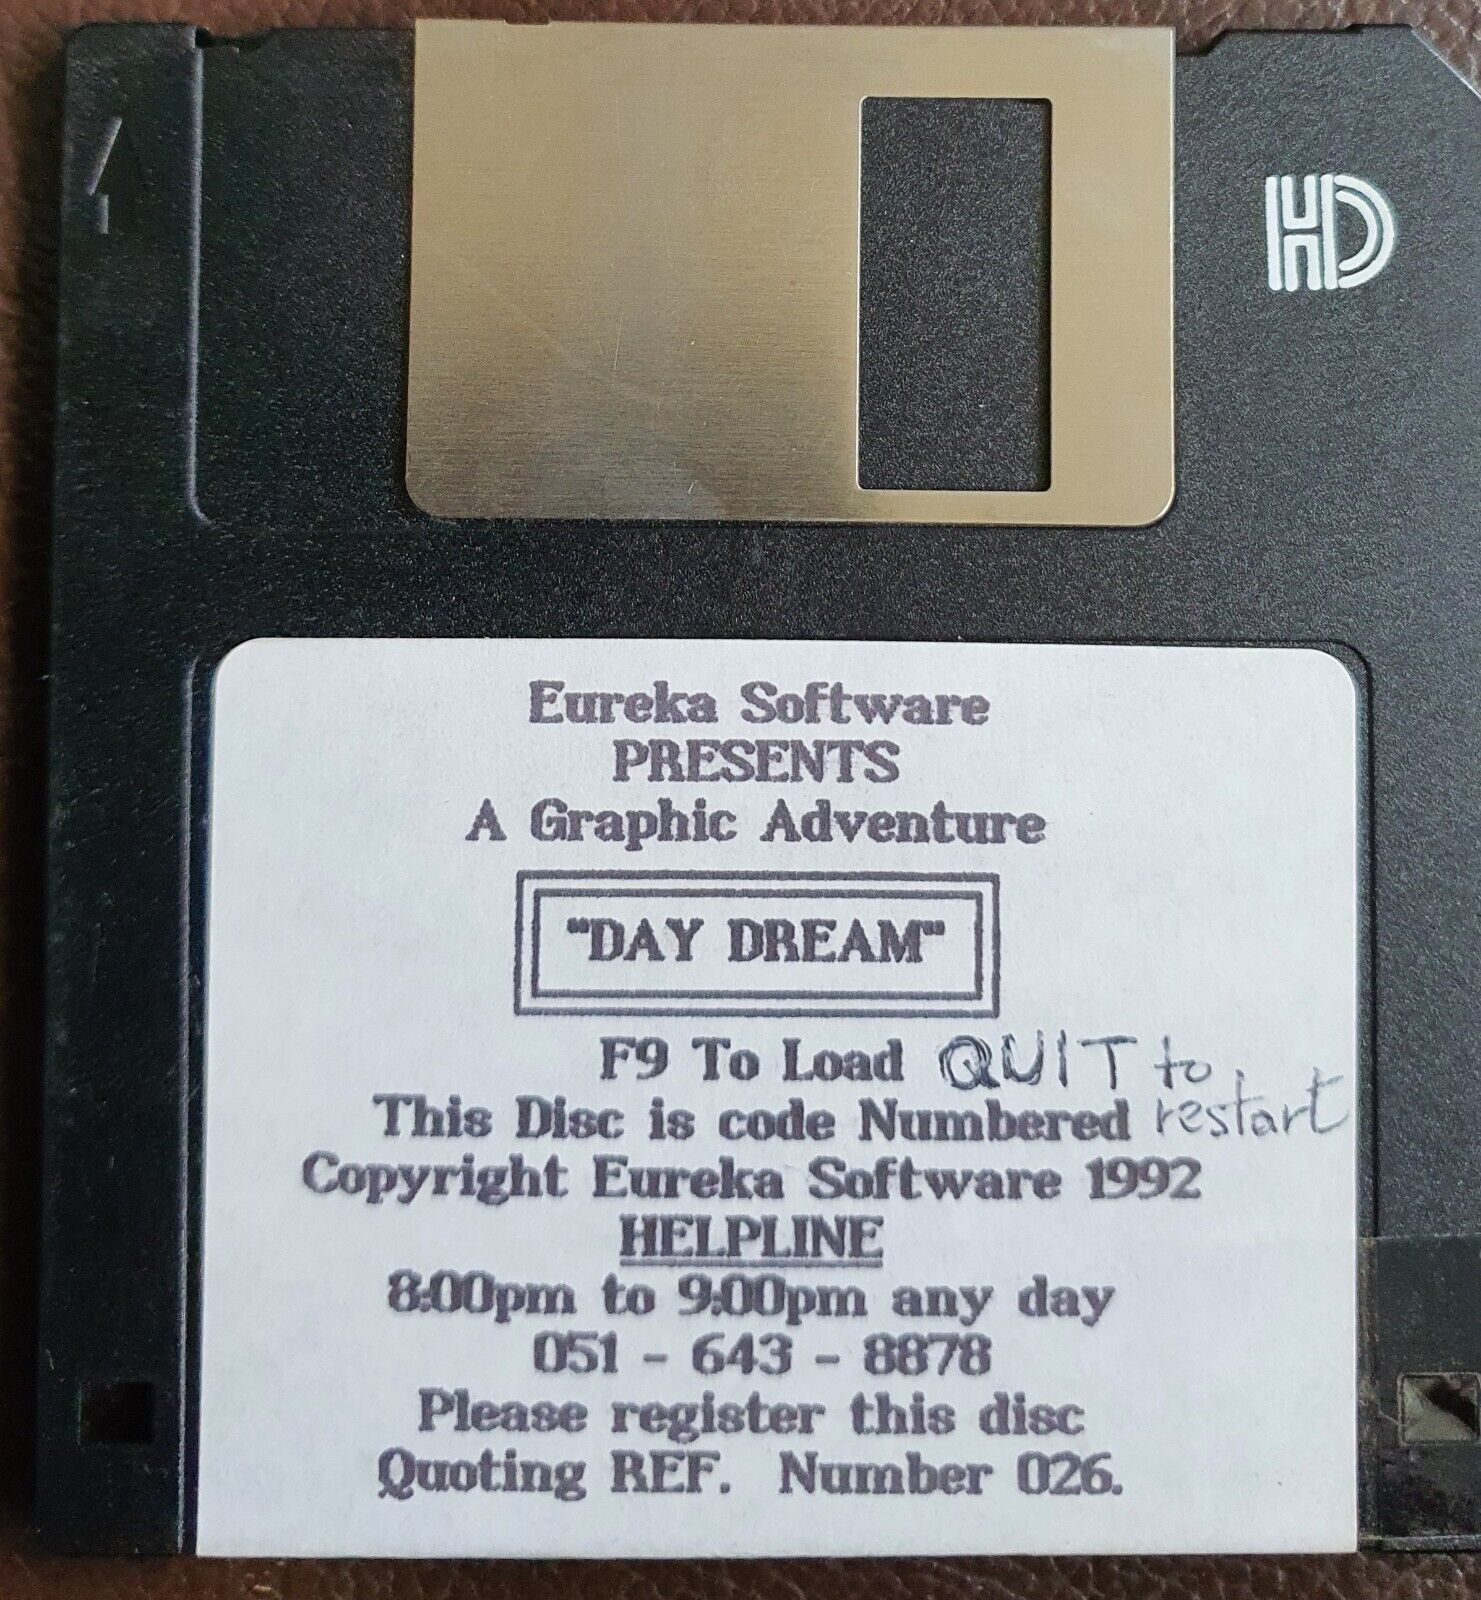 HD
Eureka Software
PRESENTS
A Graphic Adventure
"DAY DREAM"
F9 To Load QUIT to
This Disc is code Numbered restart
Copyright Eureka Software 1992
HELPLINE
8:00pm to 9:00pm any day
051 - 643 - 8878
Please register this disc
Quoting REF. Number 026.